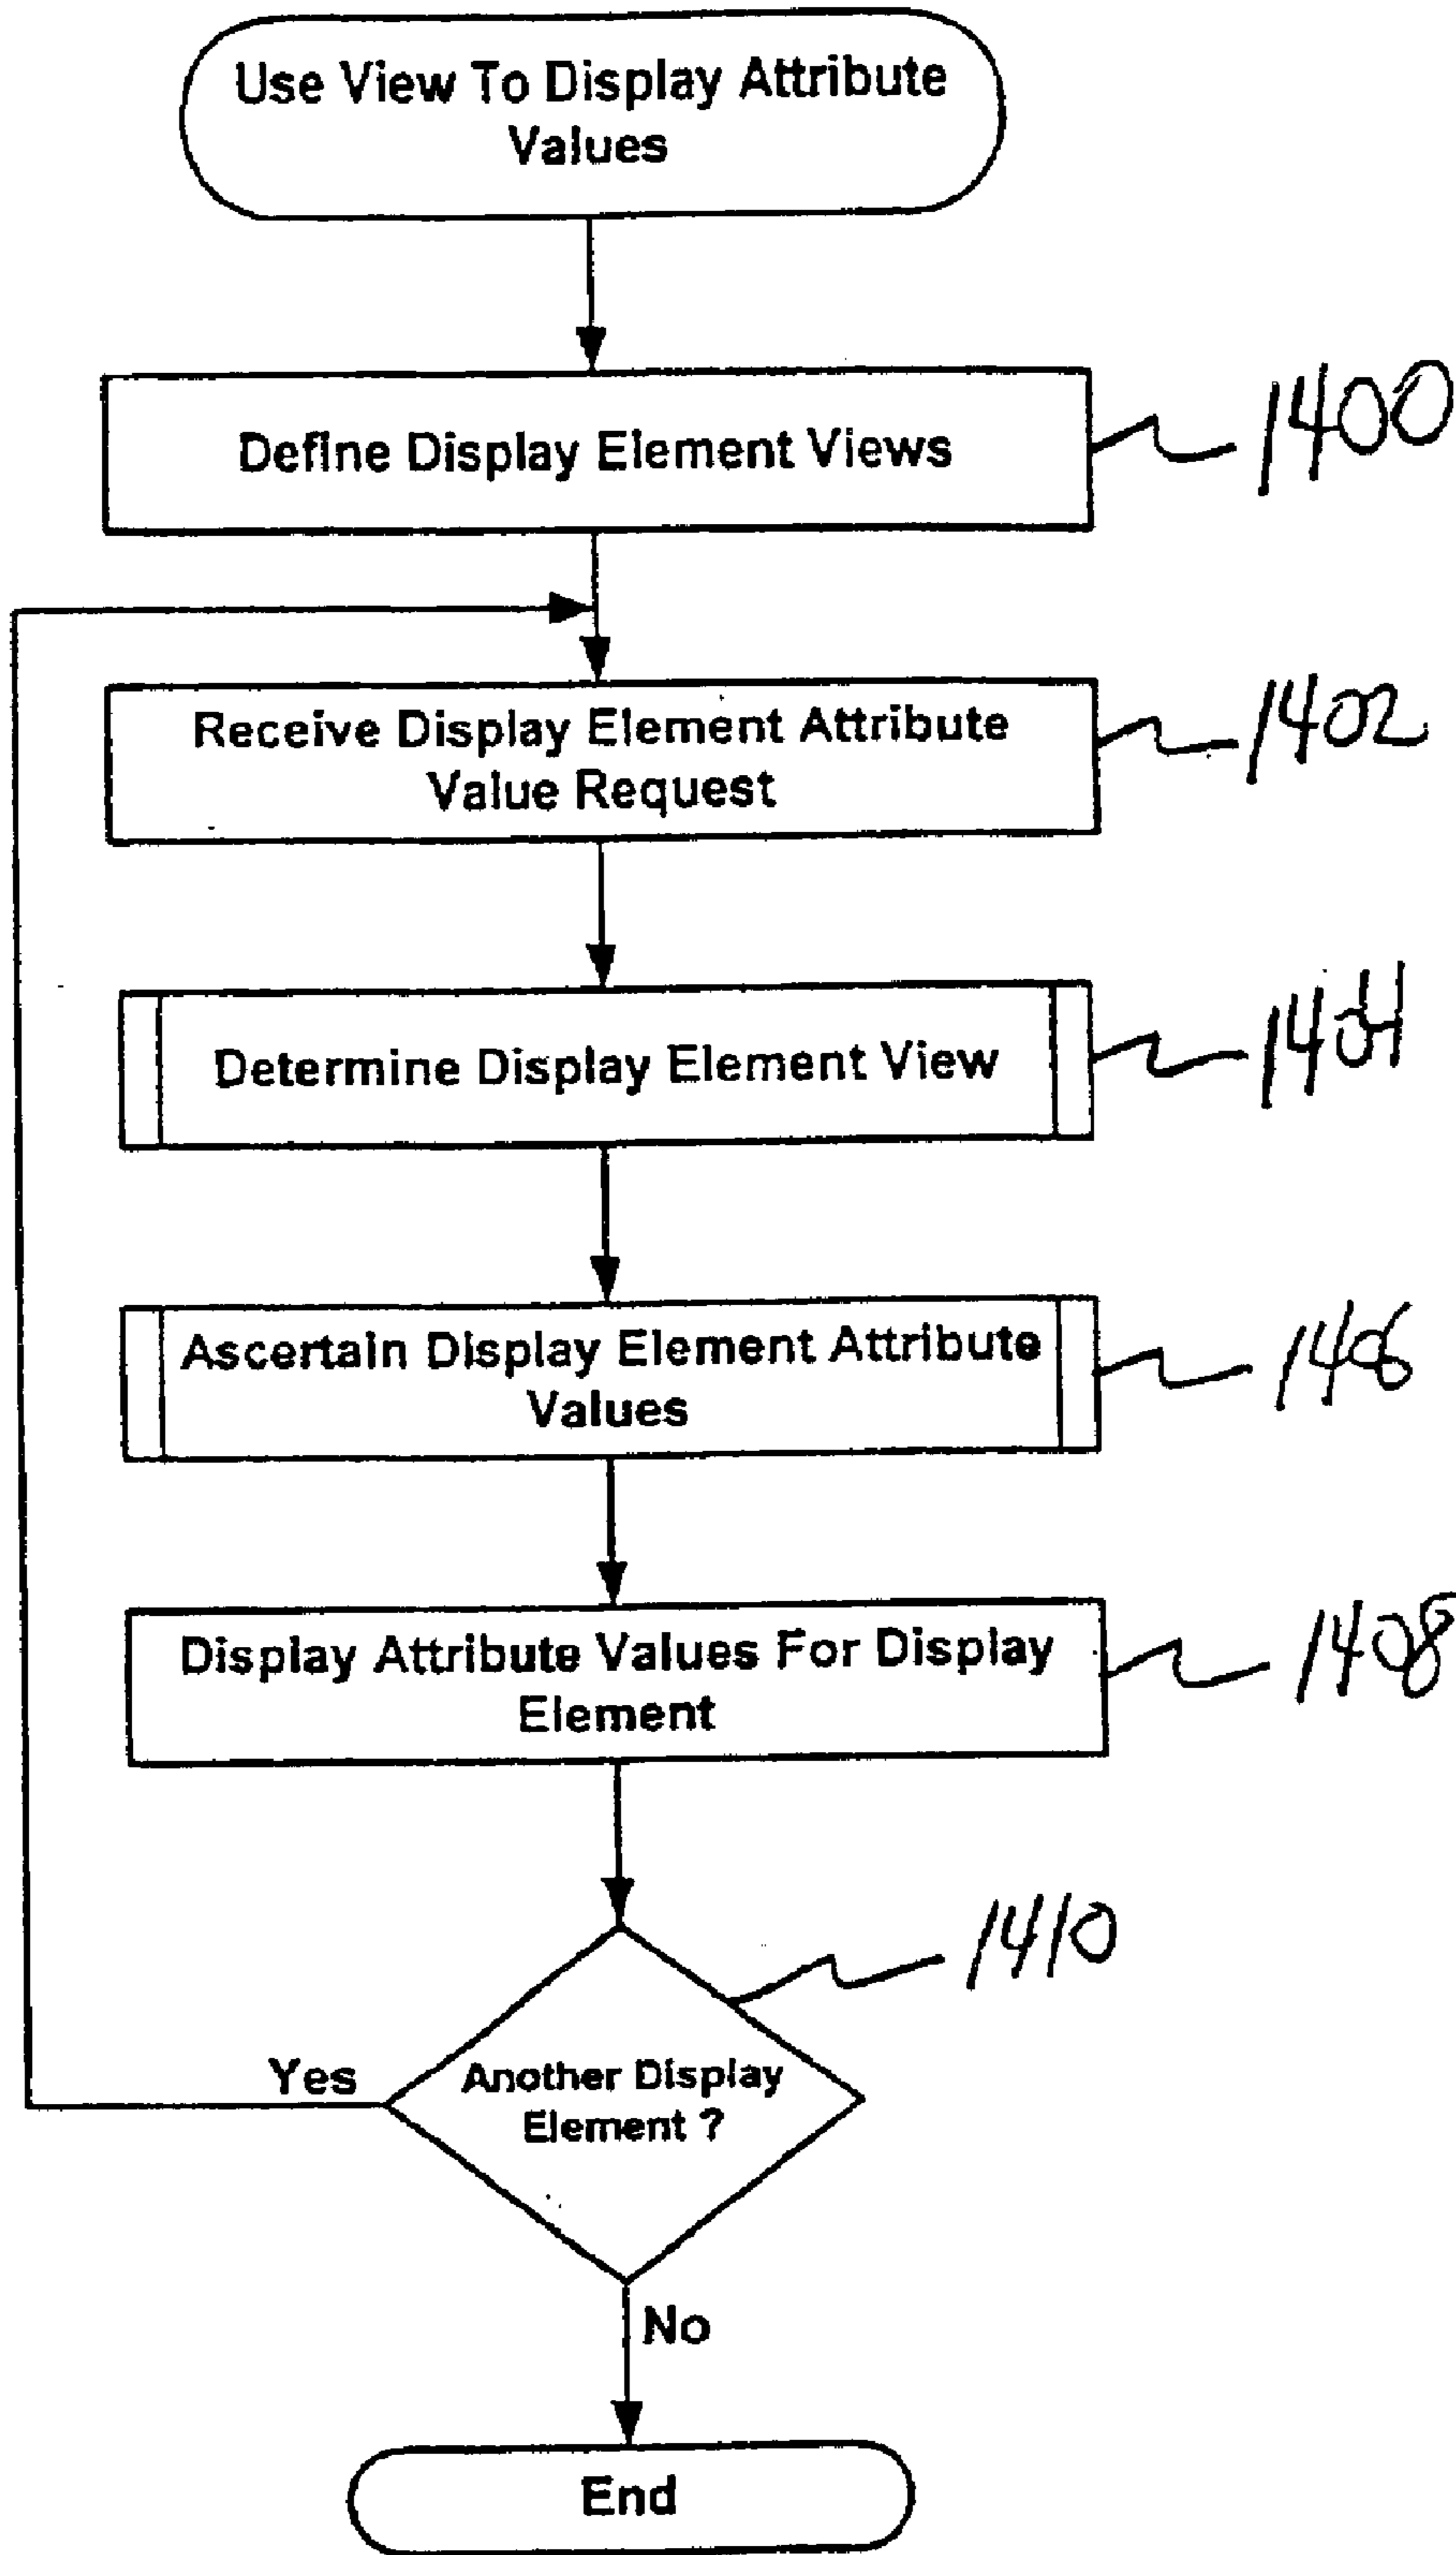 Use View To Display Attribute
Values
Define Display Element Views
1400
Receive Display Element Attribute
Value Request
1402
Determine Display Element View
1404
Ascertain Display Element Attribute
Values
1406
Display Attribute Values For Display
Element
1408
1410
Another Display
Element ?
Yes
No
End